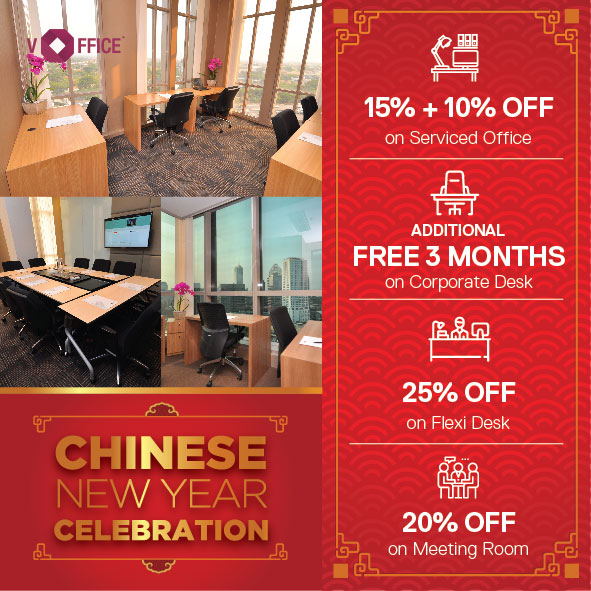 VOFFICE
15% + 10% OFF
on Serviced Office
ADDITIONAL
FREE 3 MONTHS
on Corporate Desk
25% OFF
on Flexi Desk
20% OFF
on Meeting Room
CHINESE
NEW YEAR
CELEBRATION